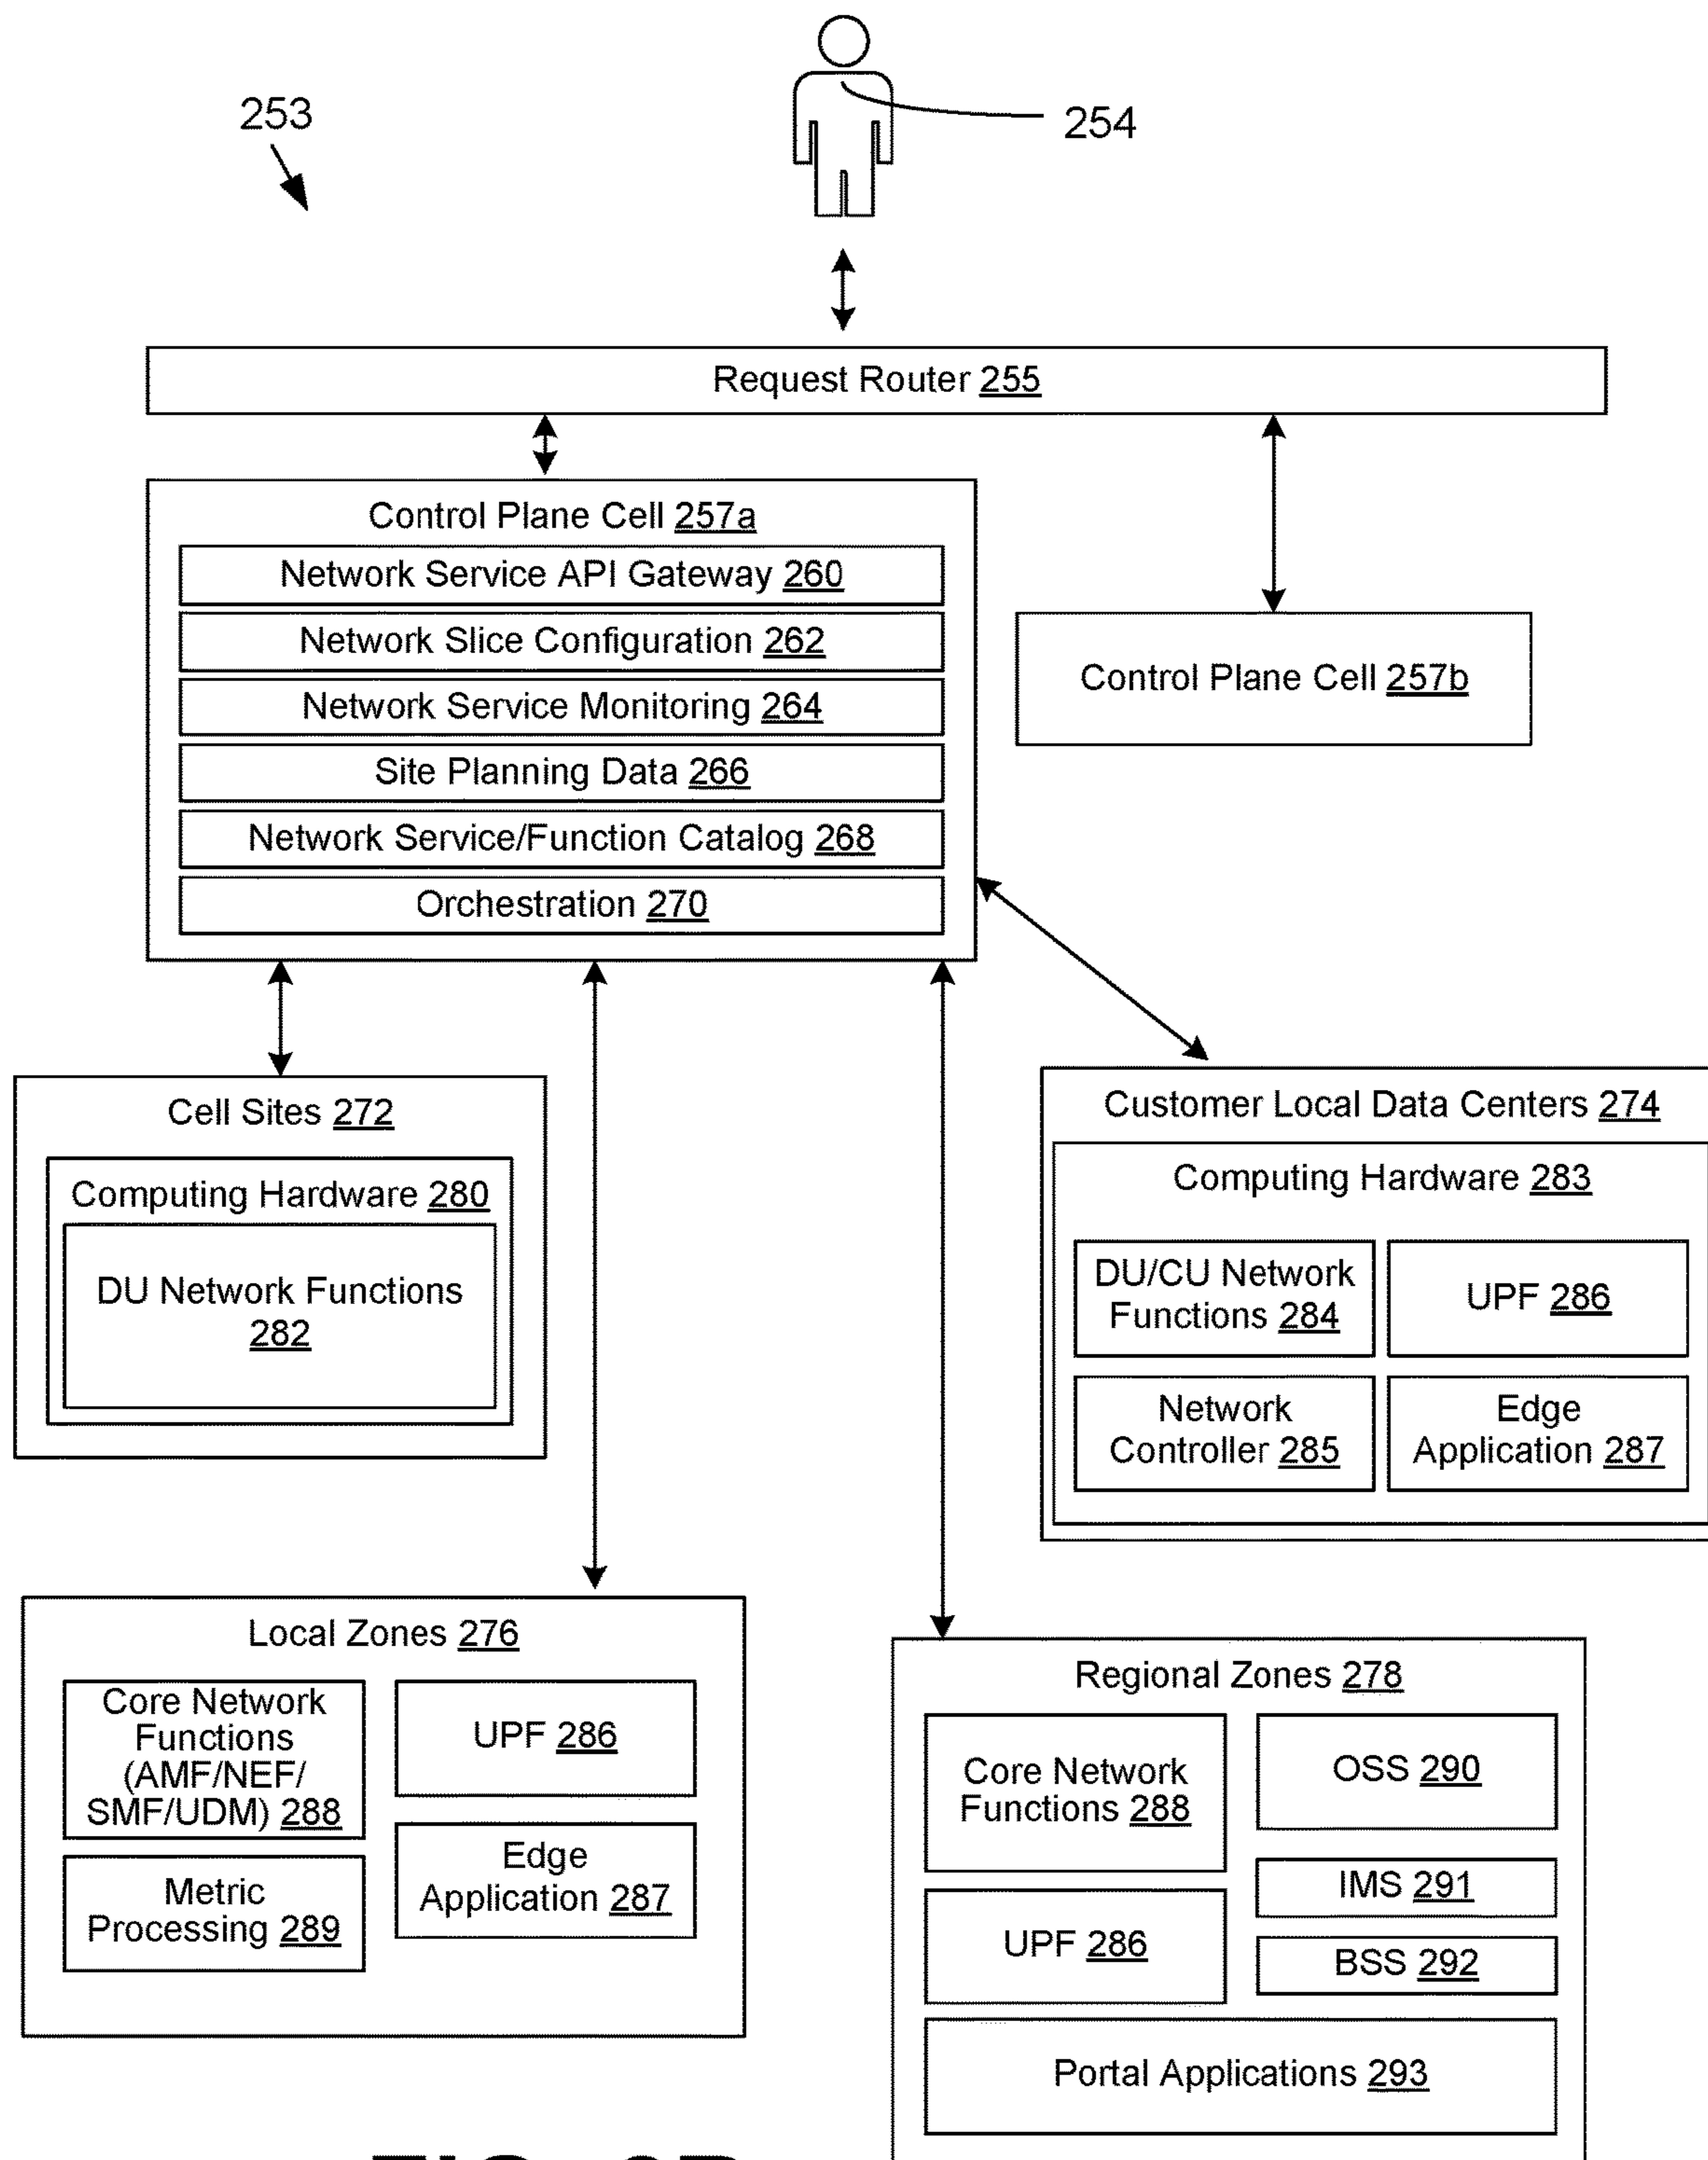 253
254
Request Router 255
Control Plane Cell 257a
Network Service API Gateway 260
Network Slice Configuration 262
Network Service Monitoring 264
Site Planning Data 266
Network Service/Function Catalog 268
Orchestration 270
Control Plane Cell 257b
Cell Sites 272
Computing Hardware 280
DU Network Functions
282
Customer Local Data Centers 274
Computing Hardware 283
DU/CU Network
Functions 284
UPF 286
Network
Controller 285
Edge
Application 287
Local Zones 276
Core Network
Functions
(AMF/NEF/
SMF/UDM) 288
UPF 286
Metric
Processing 289
Edge
Application 287
Regional Zones 278
Core Network
Functions 288
OSS 290
IMS 291
UPF 286
BSS 292
Portal Applications 293